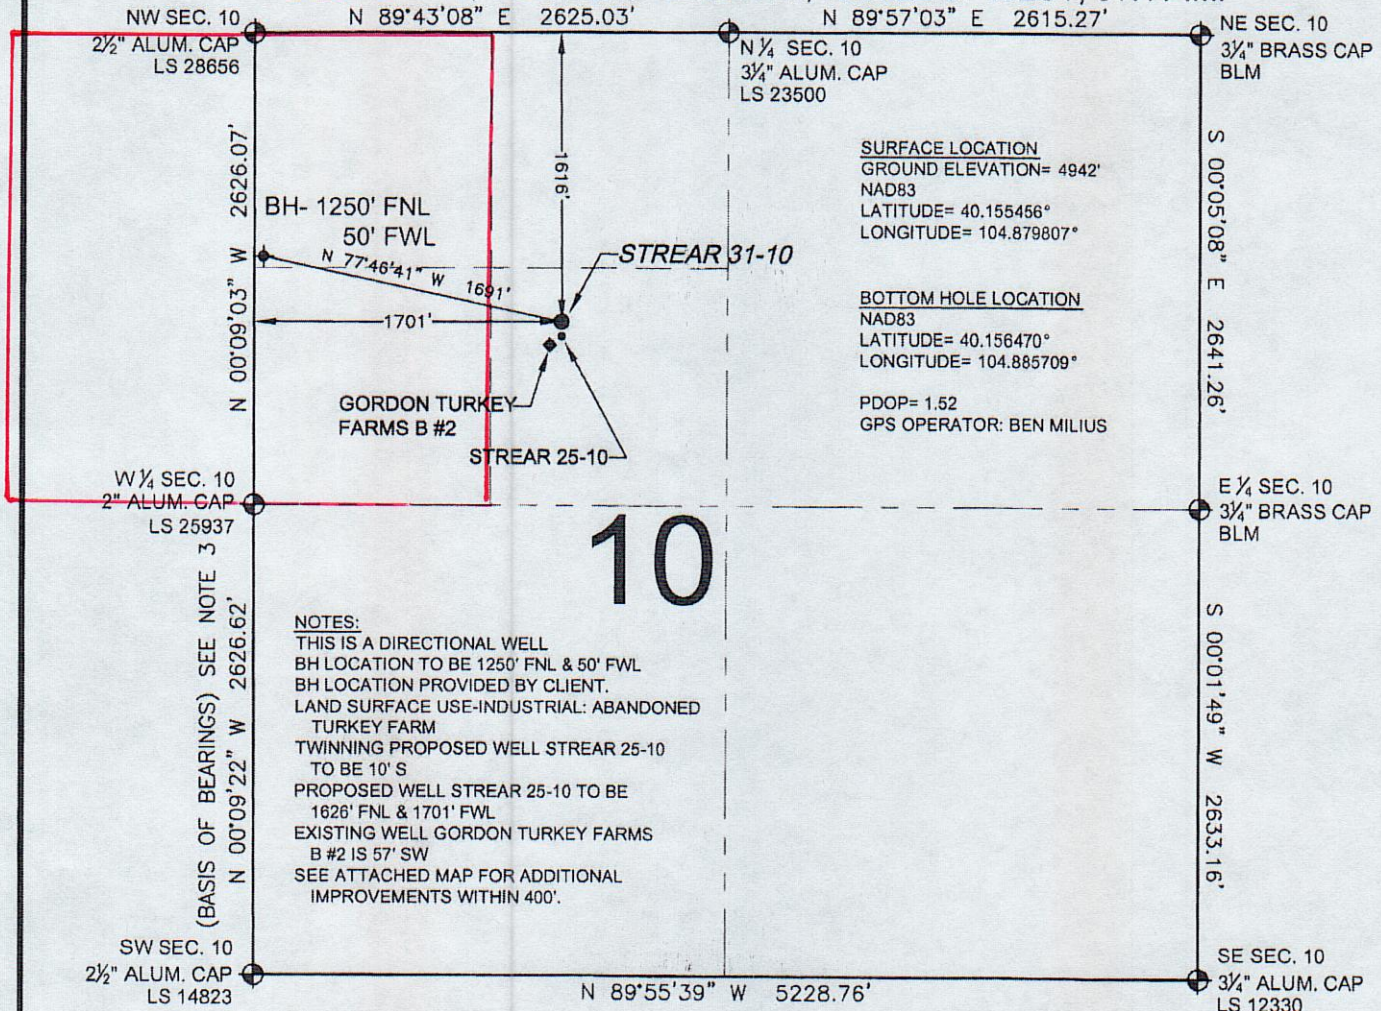 NW SEC. 10
2½" ALUM. CAP
LS 28656
N 89°43'08" E 2625.03'
N 89°57'03" E 2615.27'
NE SEC. 10
3¼" BRASS CAP
BLM
N ¼ SEC. 10
3¼" ALUM. CAP
LS 23500
N 00°09'03" W 2626.07'
1616'
S 00°05'08" E 2641.26'
SURFACE LOCATION
GROUND ELEVATION= 4942'
NAD83
LATITUDE= 40.155456°
LONGITUDE= 104.879807°
BH- 1250' FNL
50' FWL
N 77°46'41" W 1691'
STREAR 31-10
1701'
BOTTOM HOLE LOCATION
NAD83
LATITUDE= 40.156470°
LONGITUDE= 104.885709°
PDOP= 1.52
GPS OPERATOR: BEN MILIUS
GORDON TURKEY
FARMS B #2
STREAR 25-10
W ¼ SEC. 10
2" ALUM. CAP
LS 25937
E ¼ SEC. 10
3¼" BRASS CAP
BLM
10
(BASIS OF BEARINGS) SEE NOTE 3
N 00°09'22" W 2626.62'
S 00°01'49" W 2633.16'
NOTES:
THIS IS A DIRECTIONAL WELL
BH LOCATION TO BE 1250' FNL & 50' FWL
BH LOCATION PROVIDED BY CLIENT.
LAND SURFACE USE-INDUSTRIAL: ABANDONED
TURKEY FARM
TWINNING PROPOSED WELL STREAR 25-10
TO BE 10' S
PROPOSED WELL STREAR 25-10 TO BE
1626' FNL & 1701' FWL
EXISTING WELL GORDON TURKEY FARMS
B #2 IS 57' SW
SEE ATTACHED MAP FOR ADDITIONAL
IMPROVEMENTS WITHIN 400'.
SW SEC. 10
2½" ALUM. CAP
LS 14823
N 89°55'39" W 5228.76'
SE SEC. 10
3¼" ALUM. CAP
LS 12330